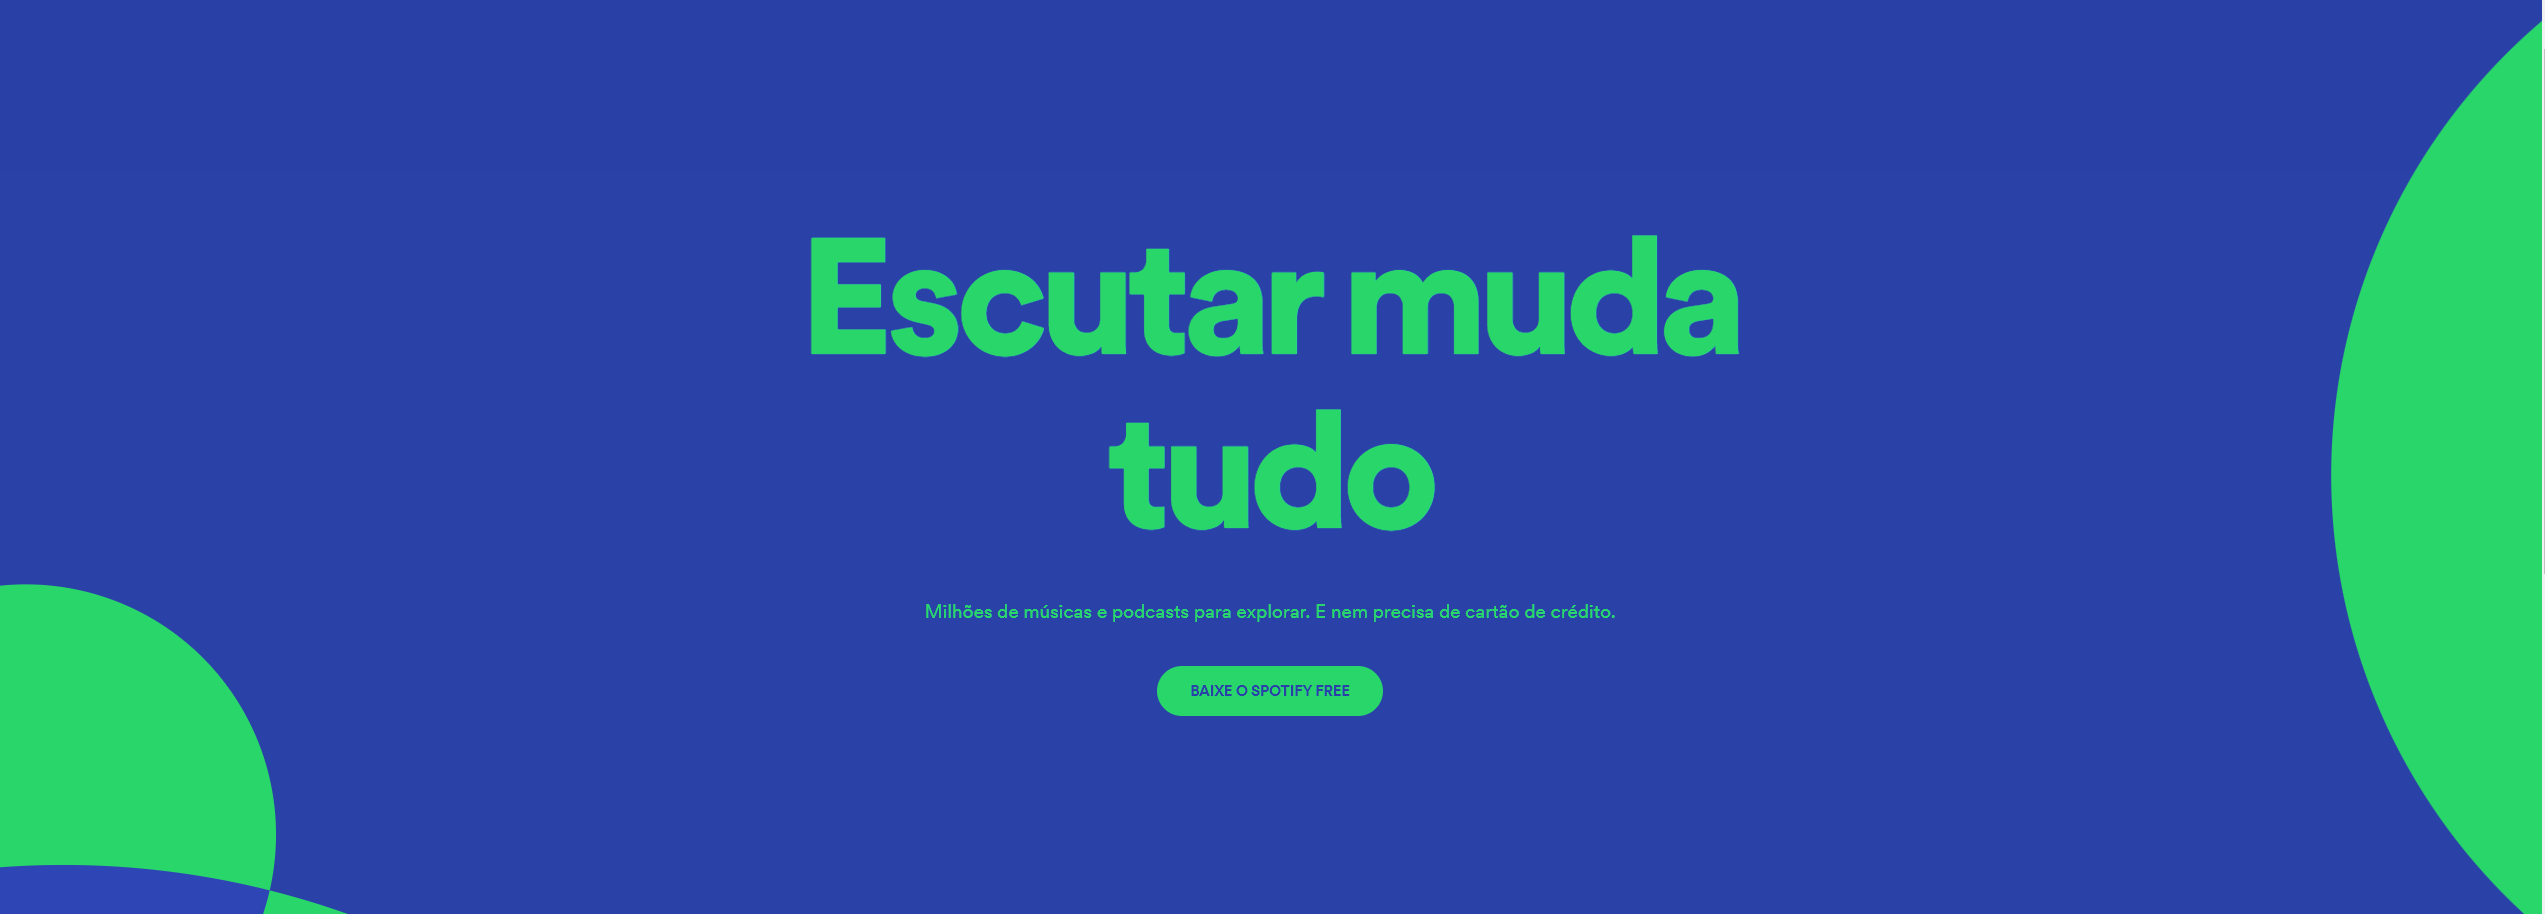 Escutar muda
tudo
Milhões de músicas e podcasts para explorar. E nem precisa de cartão de crédito.
BAIXE O SPOTIFY FREE